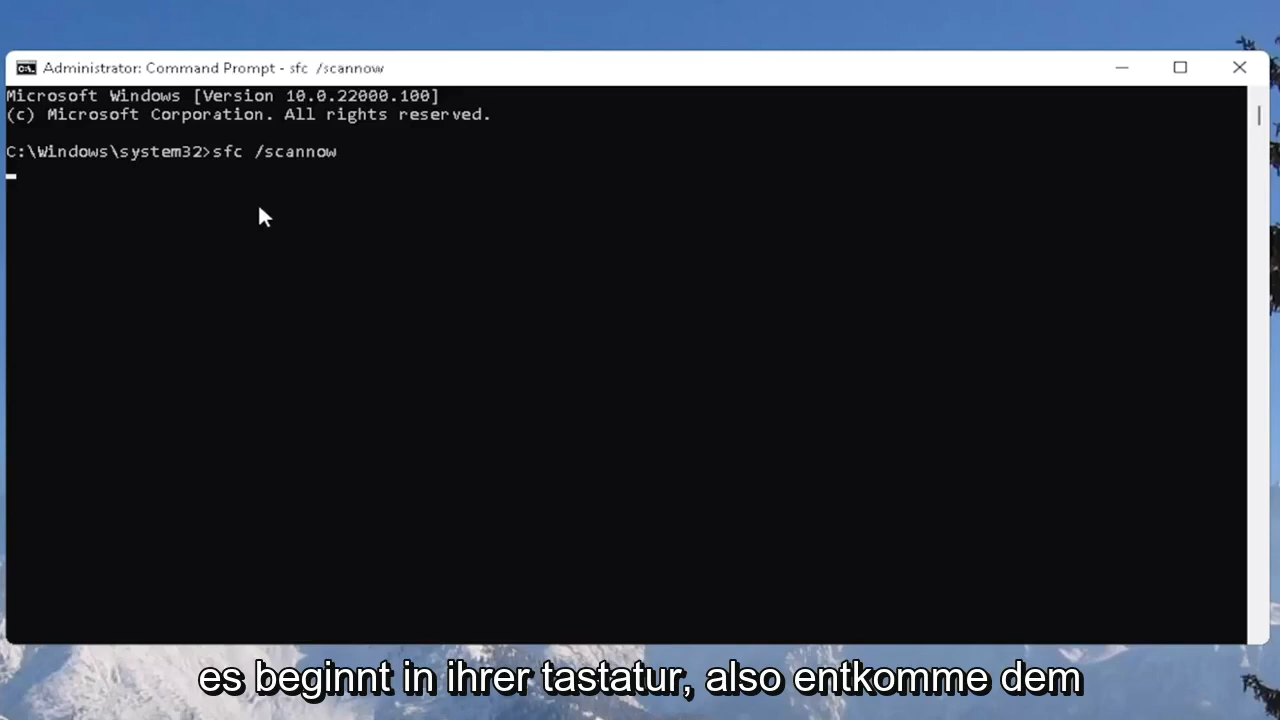 Administrator: Command Prompt - sfc /scannow
Microsoft Windows [Version 10.0.22000.100]
(c) Microsoft Corporation. All rights reserved.
C:\Windows\system32>sfc /scannow
es beginnt in ihrer tastatur, also entkomme dem